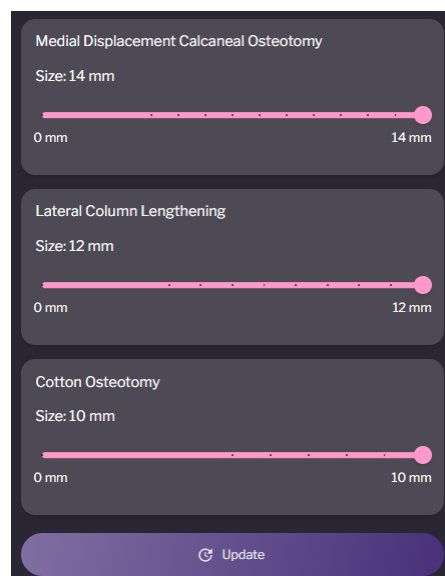 Medial Displacement Calcaneal Osteotomy
Size: 14 mm
0 mm 14 mm
Lateral Column Lengthening
Size: 12 mm
0 mm 12 mm
Cotton Osteotomy
Size: 10 mm
0 mm 10 mm
Update